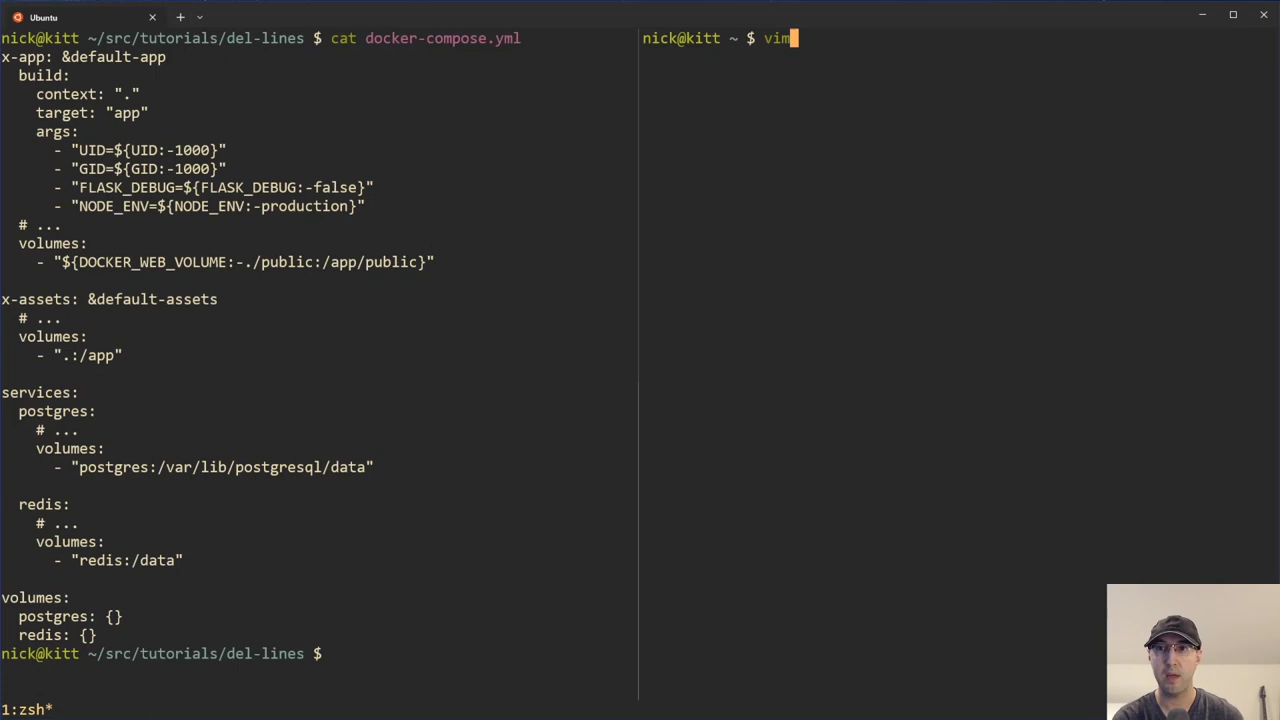 Ubuntu
nick@kitt ~/src/tutorials/del-lines $ cat docker-compose.yml
x-app: &default-app
  build:
    context: "."
    target: "app"
    args:
      - "UID=${UID:-1000}"
      - "GID=${GID:-1000}"
      - "FLASK_DEBUG=${FLASK_DEBUG:-false}"
      - "NODE_ENV=${NODE_ENV:-production}"
  # ...
  volumes:
    - "${DOCKER_WEB_VOLUME:-./public:/app/public}"

x-assets: &default-assets
  # ...
  volumes:
    - ".:/app"

services:
  postgres:
    # ...
    volumes:
      - "postgres:/var/lib/postgresql/data"

  redis:
    # ...
    volumes:
      - "redis:/data"

volumes:
  postgres: {}
  redis: {}
nick@kitt ~/src/tutorials/del-lines $
nick@kitt ~ $ vim
1:zsh*